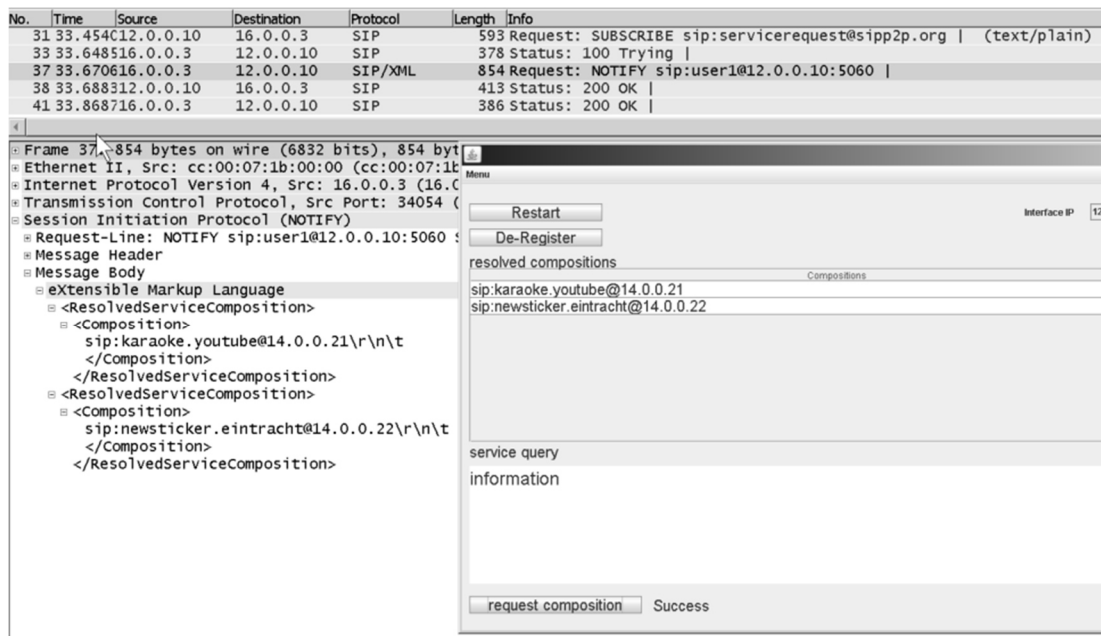 No. Time Source Destination Protocol Length Info
31 33.454012.0.0.10 16.0.0.3 SIP 593 Request: SUBSCRIBE sip:servicerequest@sipp2p.org | (text/plain)
33 33.648516.0.0.3 12.0.0.10 SIP 378 Status: 100 Trying |
37 33.670616.0.0.3 12.0.0.10 SIP/XML 854 Request: NOTIFY sip:user1@12.0.0.10:5060 |
38 33.688312.0.0.10 16.0.0.3 SIP 413 Status: 200 OK |
41 33.868716.0.0.3 12.0.0.10 SIP 386 Status: 200 OK |
Frame 37: 854 bytes on wire (6832 bits), 854 byt
Ethernet II, Src: cc:00:07:1b:00:00 (cc:00:07:1b
Internet Protocol Version 4, Src: 16.0.0.3 (16.0
Transmission Control Protocol, Src Port: 34054 (
Session Initiation Protocol (NOTIFY)
Request-Line: NOTIFY sip:user1@12.0.0.10:5060 S
Message Header
Message Body
eXtensible Markup Language
<ResolvedServiceComposition>
<Composition>
sip:karaoke.youtube@14.0.0.21\r\n\t
</Composition>
</ResolvedServiceComposition>
<ResolvedServiceComposition>
<Composition>
sip:newsticker.eintracht@14.0.0.22\r\n\t
</Composition>
</ResolvedServiceComposition>
Menu
Restart
Interface IP 12
De-Register
resolved compositions
Compositions
sip:karaoke.youtube@14.0.0.21
sip:newsticker.eintracht@14.0.0.22
service query
information
request composition Success